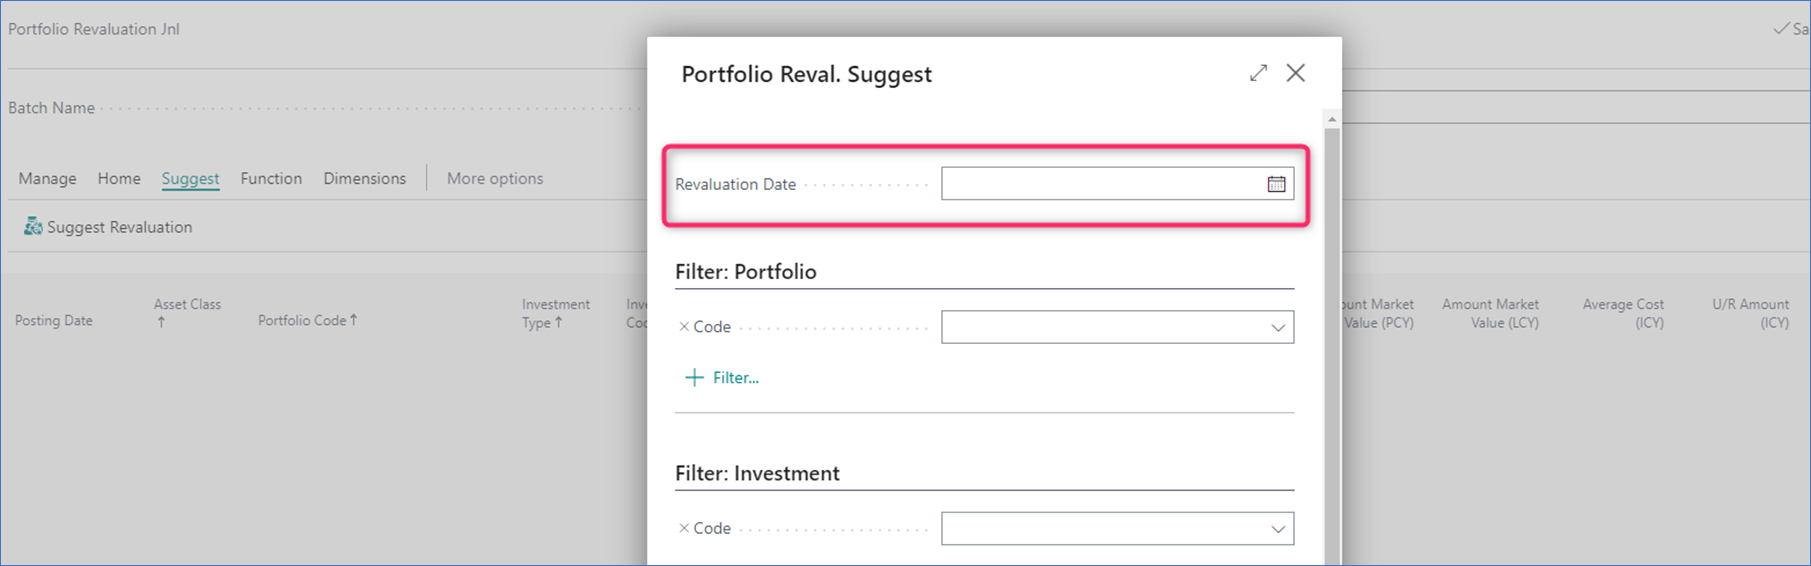 Portfolio Revaluation Jnl
Sa
Portfolio Reval. Suggest
Batch Name
Manage Home Suggest Function Dimensions More options
Revaluation Date
Suggest Revaluation
Filter: Portfolio
Posting Date
Asset Class
Portfolio Code
Investment
Type
Inv
Coc
ount Market
Value (PCY)
Amount Market
Value (LCY)
Average Cost
(ICY)
U/R Amount
(ICY)
Code
Filter...
Filter: Investment
Code